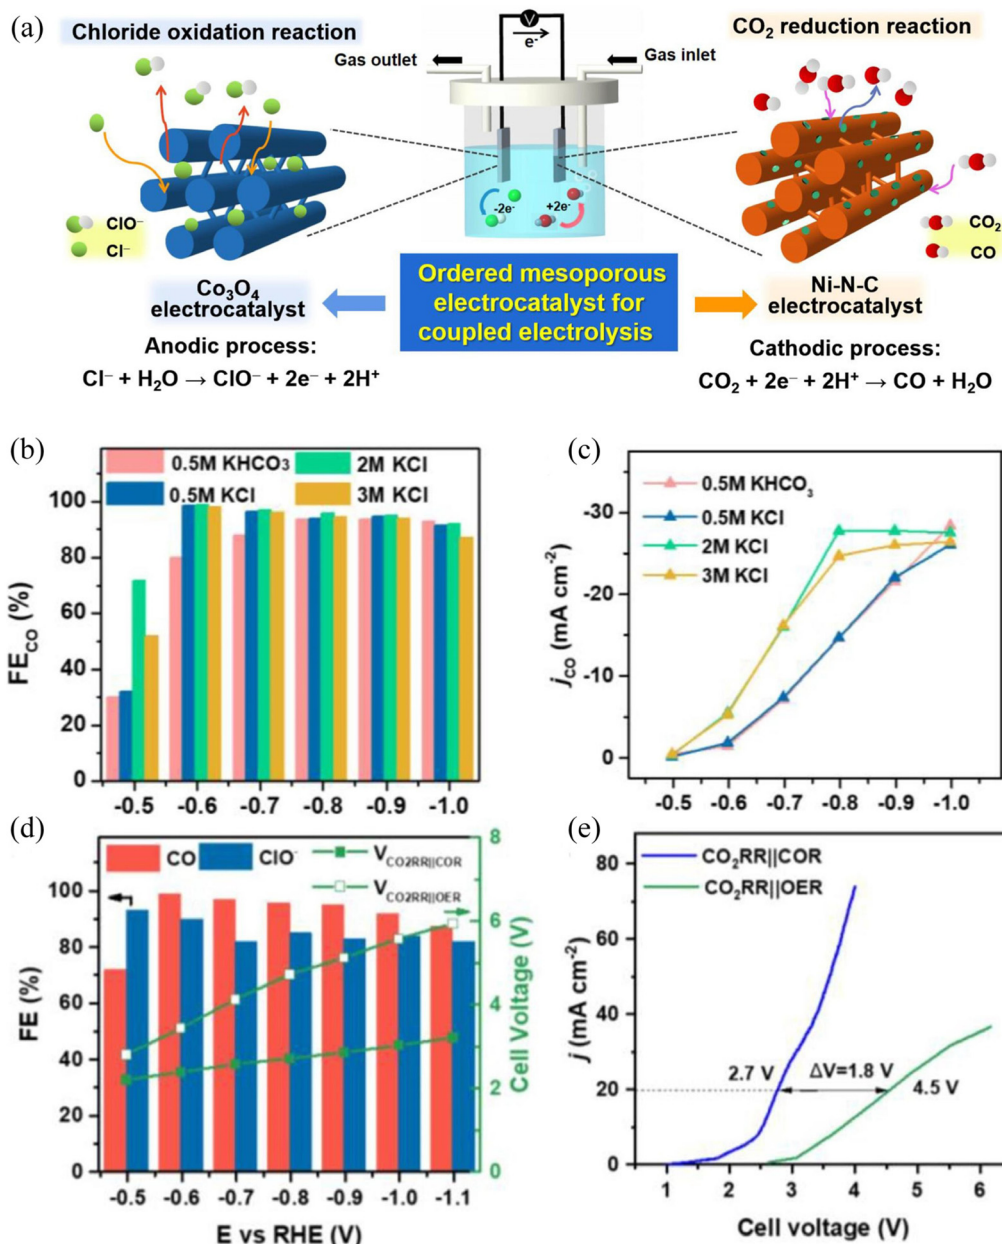 (a)
Chloride oxidation reaction
V
e-
CO₂ reduction reaction
Gas outlet
Gas inlet
-2e-
+2e-
ClO⁻
Cl⁻
CO₂
CO
Co₃O₄
electrocatalyst
Ordered mesoporous
electrocatalyst for
coupled electrolysis
Ni-N-C
electrocatalyst
Anodic process:
Cl⁻ + H₂O → ClO⁻ + 2e⁻ + 2H⁺
Cathodic process:
CO₂ + 2e⁻ + 2H⁺ → CO + H₂O
(b)
0.5M KHCO₃
2M KCl
0.5M KCl
3M KCl
FE_CO (%)
100
80
60
40
20
0
-0.5 -0.6 -0.7 -0.8 -0.9 -1.0
(c)
0.5M KHCO₃
0.5M KCl
2M KCl
3M KCl
j_CO (mA cm⁻²)
-30
-20
-10
0
-0.5 -0.6 -0.7 -0.8 -0.9 -1.0
(d)
CO
ClO⁻
V_CO2RR||COR
V_CO2RR||OER
FE (%)
100
80
60
40
20
0
8
6
4
2
0
Cell Voltage (V)
-0.5 -0.6 -0.7 -0.8 -0.9 -1.0 -1.1
E vs RHE (V)
(e)
CO₂RR||COR
CO₂RR||OER
j (mA cm⁻²)
80
60
40
20
0
2.7 V
ΔV=1.8 V
4.5 V
1 2 3 4 5 6
Cell voltage (V)